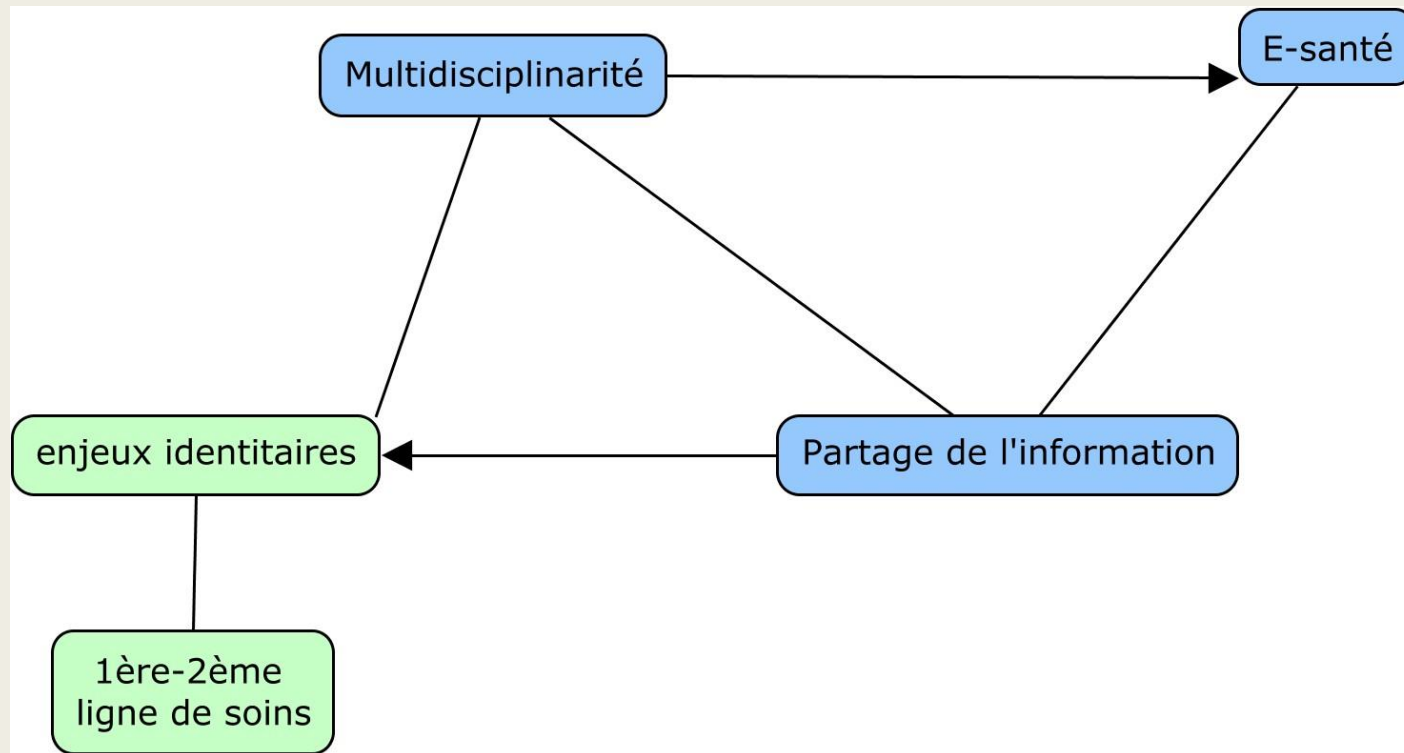 Multidisciplinarité
E-santé
enjeux identitaires
Partage de l'information
1ère-2ème
ligne de soins